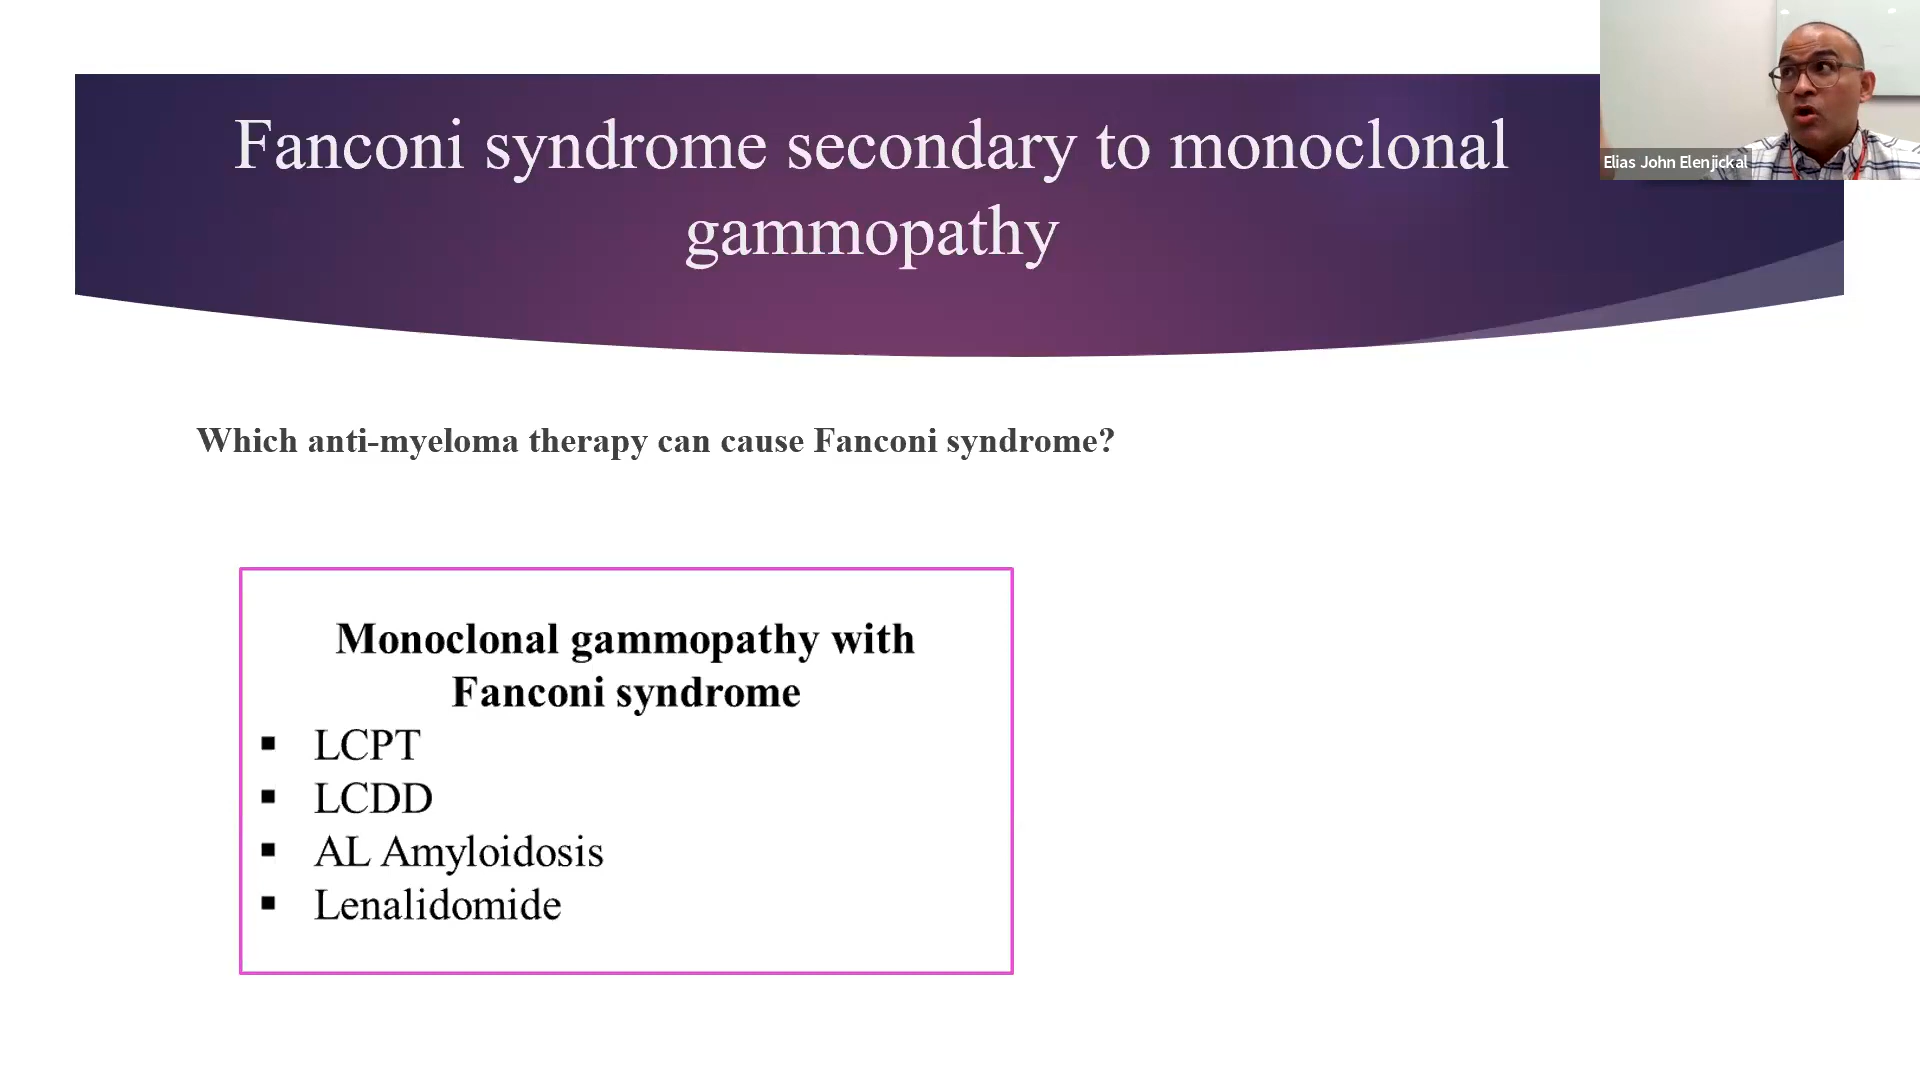 Fanconi syndrome secondary to monoclonal
gammopathy
Elias John Elenjickal
Which anti-myeloma therapy can cause Fanconi syndrome?
Monoclonal gammopathy with
Fanconi syndrome
▪ LCPT
▪ LCDD
▪ AL Amyloidosis
▪ Lenalidomide